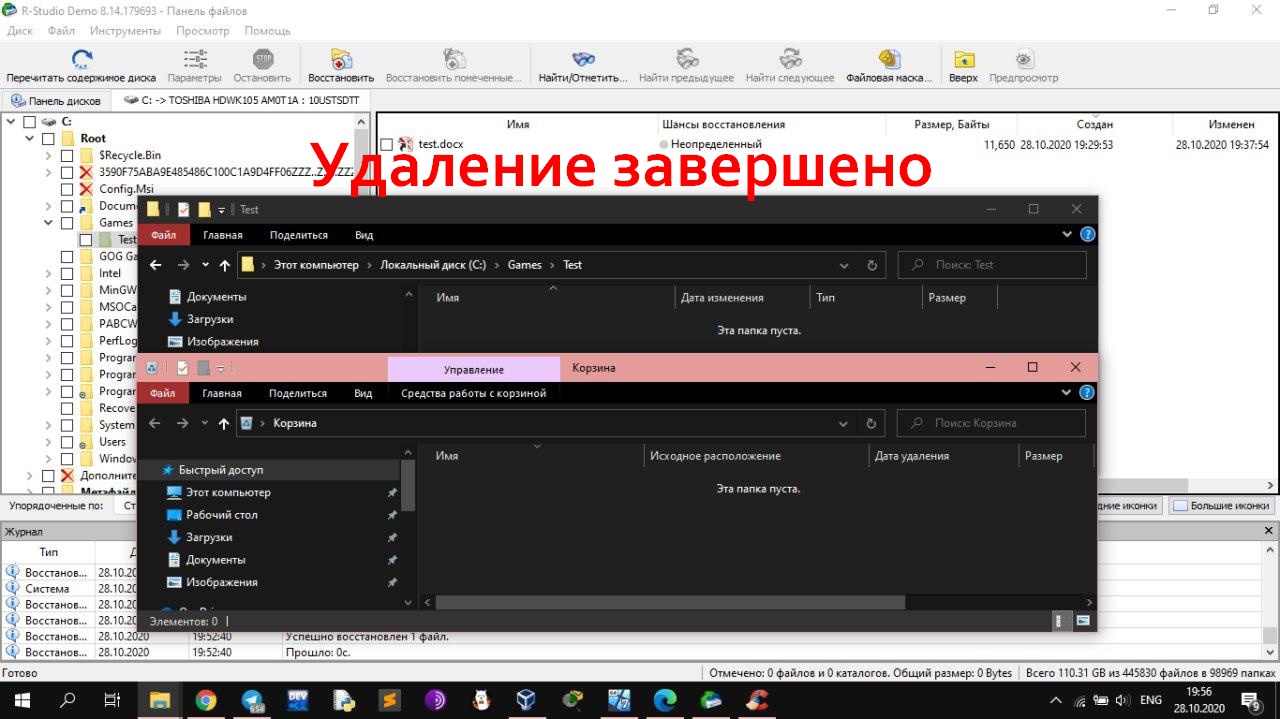 R-Studio Demo 8.14.179693 - Панель файлов
Диск Файл Инструменты Просмотр Помощь
Перечитать содержимое диска Параметры Остановить Восстановить Восстановить помеченные... Найти/Отметить... Найти предыдущее Найти следующее Файловая маска... Вверх Предпросмотр
Панель дисков C: -> TOSHIBA HDWK105 AM0T1A : 10USTSDTT
C:
Root
$Recycle.Bin
3590F75ABA9E485486C100C1A9D4FF06ZZZ..Z
Config.Msi
Docume
Games
Test
GOG Ga
Intel
MinGW
MSOCa
PABCW
PerfLog
Program
Program
Program
Recove
System
Users
Window
Дополните
Метафайл
Имя Шансы восстановления Размер, Байты Создан Изменен
test.docx Неопределенный 11,650 28.10.2020 19:29:53 28.10.2020 19:37:54
Удаление завершено
Test
Файл Главная Поделиться Вид
Этот компьютер Локальный диск (C:) Games Test Поиск: Test
Документы
Загрузки
Изображения
Имя Дата изменения Тип Размер
Эта папка пуста.
Управление Корзина
Файл Главная Поделиться Вид Средства работы с корзиной
Корзина Поиск: Корзина
Быстрый доступ
Этот компьютер
Рабочий стол
Загрузки
Документы
Изображения
Имя Исходное расположение Дата удаления Размер
Эта папка пуста.
Элементов: 0
Упорядоченные по: Ст дние иконки Большие иконки
Журнал
Тип Д
Восстанов... 28.10.20
Система 28.10.20
Восстанов... 28.10.20
Восстанов... 28.10.20
Восстанов... 28.10.2020 19:52:40 Успешно восстановлен 1 файл.
Восстанов... 28.10.2020 19:52:40 Прошло: 0с.
Готово Отмечено: 0 файлов и 0 каталогов. Общий размер: 0 Bytes Всего 110.31 GB из 445830 файлов в 98969 папках
654 DEV ENG 19:56
28.10.2020 9